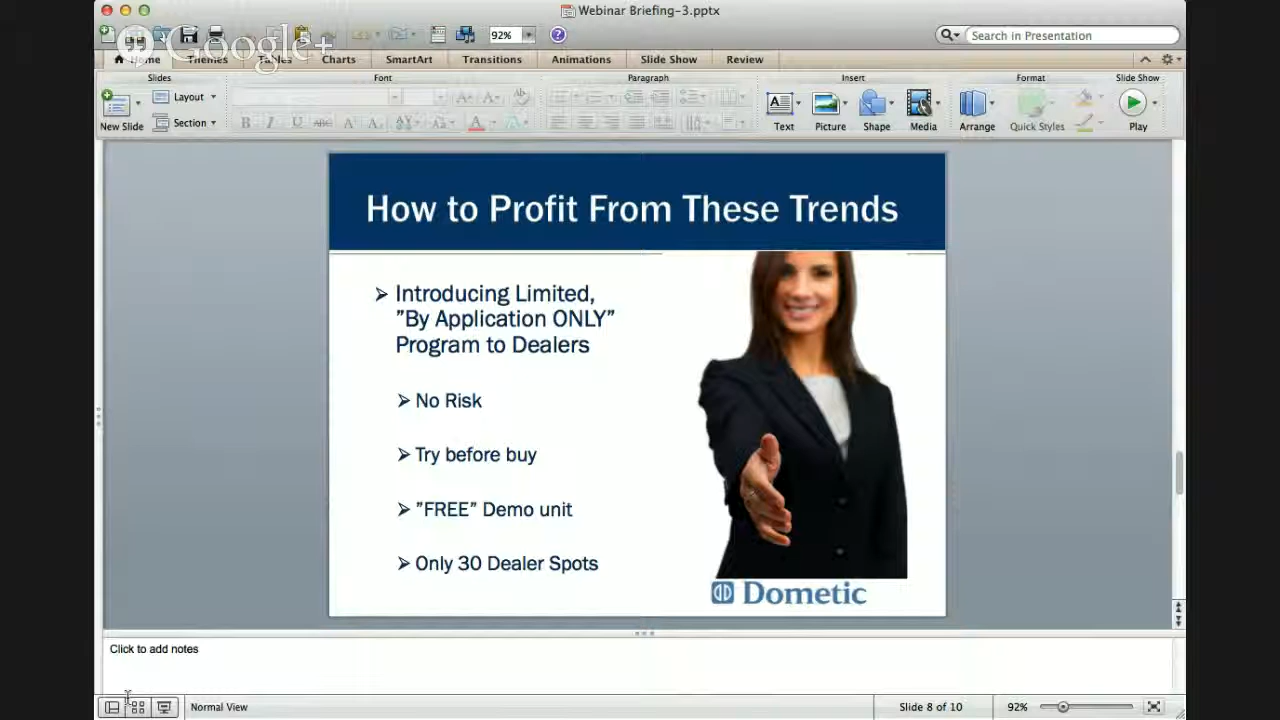 Webinar Briefing-3.pptx
Google+
92%
Search in Presentation
Home Themes Tables Charts SmartArt Transitions Animations Slide Show Review
Slides Font Paragraph Insert Format Slide Show
Layout
New Slide
Section
B I U ABC A A
Text Picture Shape Media Arrange Quick Styles Play
How to Profit From These Trends
➢ Introducing Limited,
”By Application ONLY”
Program to Dealers
➢ No Risk
➢ Try before buy
➢ ”FREE” Demo unit
➢ Only 30 Dealer Spots
Dometic
Click to add notes
Normal View Slide 8 of 10 92%